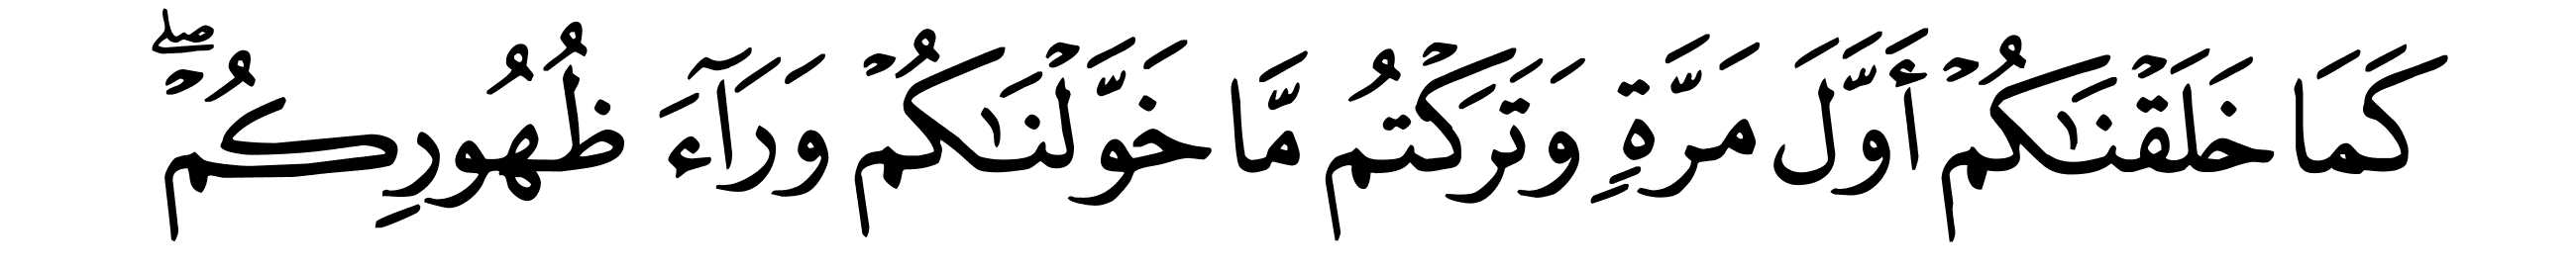 كَمَا خَلَقۡنَٰكُمۡ أَوَّلَ مَرَّةٖ وَتَرَكۡتُم مَّا خَوَّلۡنَٰكُمۡ وَرَآءَ ظُهُورِكُمۡۖ